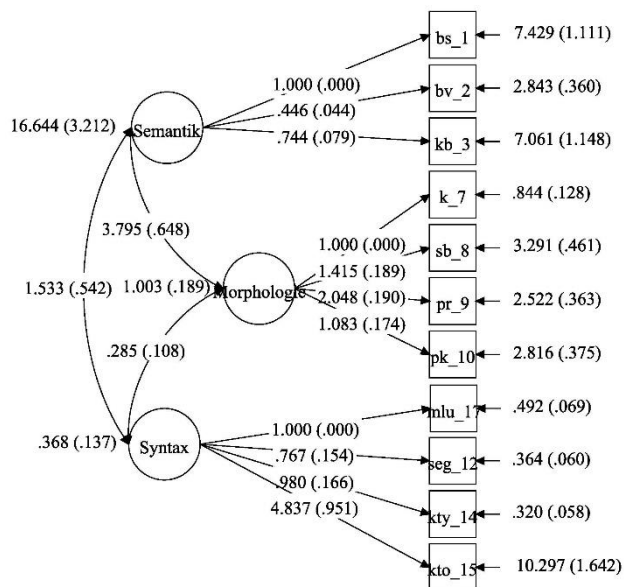 bs_1
7.429 (1.111)
1.000 (.000)
bv_2
2.843 (.360)
.446 (.044)
16.644 (3.212)
Semantik
.744 (.079)
kb_3
7.061 (1.148)
k_7
.844 (.128)
3.795 (.648)
1.000 (.000)
sb_8
3.291 (.461)
1.415 (.189)
1.533 (.542)
1.003 (.189)
Morphologie
2.048 (.190)
pr_9
2.522 (.363)
1.083 (.174)
pk_10
2.816 (.375)
.285 (.108)
mlu_17
.492 (.069)
1.000 (.000)
.368 (.137)
Syntax
.767 (.154)
seg_12
.364 (.060)
.980 (.166)
kty_14
.320 (.058)
4.837 (.951)
kto_15
10.297 (1.642)